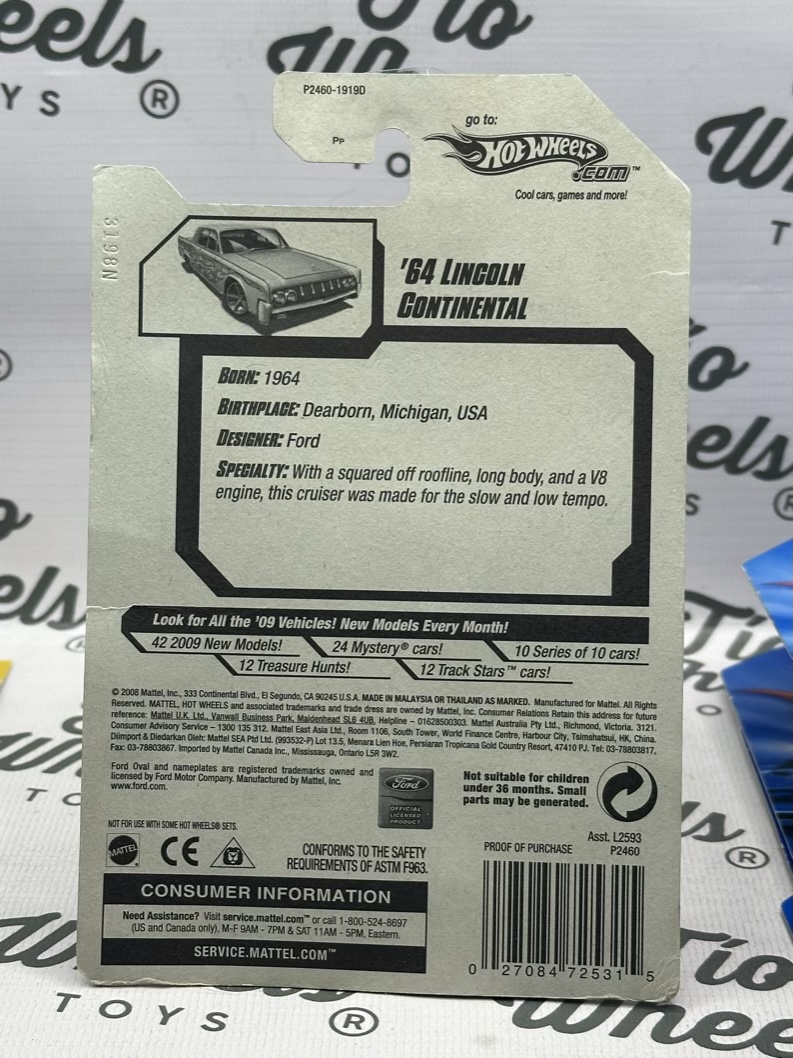 P2460-1919D
PP
go to:
HOT WHEELS
.COM™
Cool cars, games and more!
3198N
'64 LINCOLN
CONTINENTAL
BORN: 1964
BIRTHPLACE: Dearborn, Michigan, USA
DESIGNER: Ford
SPECIALTY: With a squared off roofline, long body, and a V8
engine, this cruiser was made for the slow and low tempo.
Look for All the '09 Vehicles! New Models Every Month!
42 2009 New Models!
24 Mystery® cars!
10 Series of 10 cars!
12 Treasure Hunts!
12 Track Stars™ cars!
© 2008 Mattel, Inc., 333 Continental Blvd., El Segundo, CA 90245 U.S.A. MADE IN MALAYSIA OR THAILAND AS MARKED. Manufactured for Mattel. All Rights
Reserved. MATTEL, HOT WHEELS and associated trademarks and trade dress are owned by Mattel, Inc. Consumer Relations Retain this address for future
reference: Mattel U.K. Ltd., Vanwall Business Park, Maidenhead SL6 4UB. Helpline – 01628500303. Mattel Australia Pty Ltd., Richmond, Victoria. 3121.
Consumer Advisory Service – 1300 135 312. Mattel East Asia Ltd., Room 1106, South Tower, World Finance Centre, Harbour City, Tsimshatsui, HK, China.
Diimport & Diedarkan Oleh: Mattel SEA Ptd Ltd. (993532-P) Lot 13.5, Menara Lien Hoe, Persiaran Tropicana Gold Country Resort, 47410 PJ. Tel: 03-78803817,
Fax: 03-78803867. Imported by Mattel Canada Inc., Mississauga, Ontario L5R 3W2.
Ford Oval and nameplates are registered trademarks owned and
licensed by Ford Motor Company. Manufactured by Mattel, Inc.
www.ford.com.
Ford
OFFICIAL
LICENSED
PRODUCT
Not suitable for children
under 36 months. Small
parts may be generated.
NOT FOR USE WITH SOME HOT WHEELS® SETS.
MATTEL
CE
CONFORMS TO THE SAFETY
REQUIREMENTS OF ASTM F963.
Asst. L2593
PROOF OF PURCHASE P2460
CONSUMER INFORMATION
Need Assistance? Visit service.mattel.com™ or call 1-800-524-8697
(US and Canada only), M-F 9AM - 7PM & SAT 11AM - 5PM, Eastern.
SERVICE.MATTEL.COM™
0 27084 72531 5
Tio
Wheels
TOYS ®